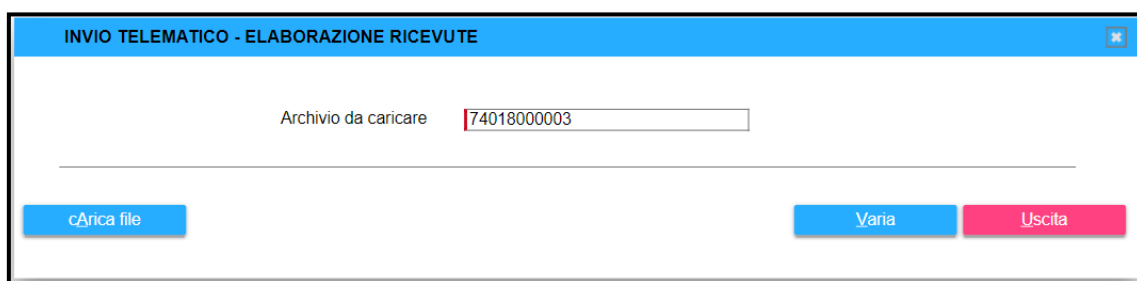 INVIO TELEMATICO - ELABORAZIONE RICEVUTE
Archivio da caricare 74018000003
cArica file Varia Uscita